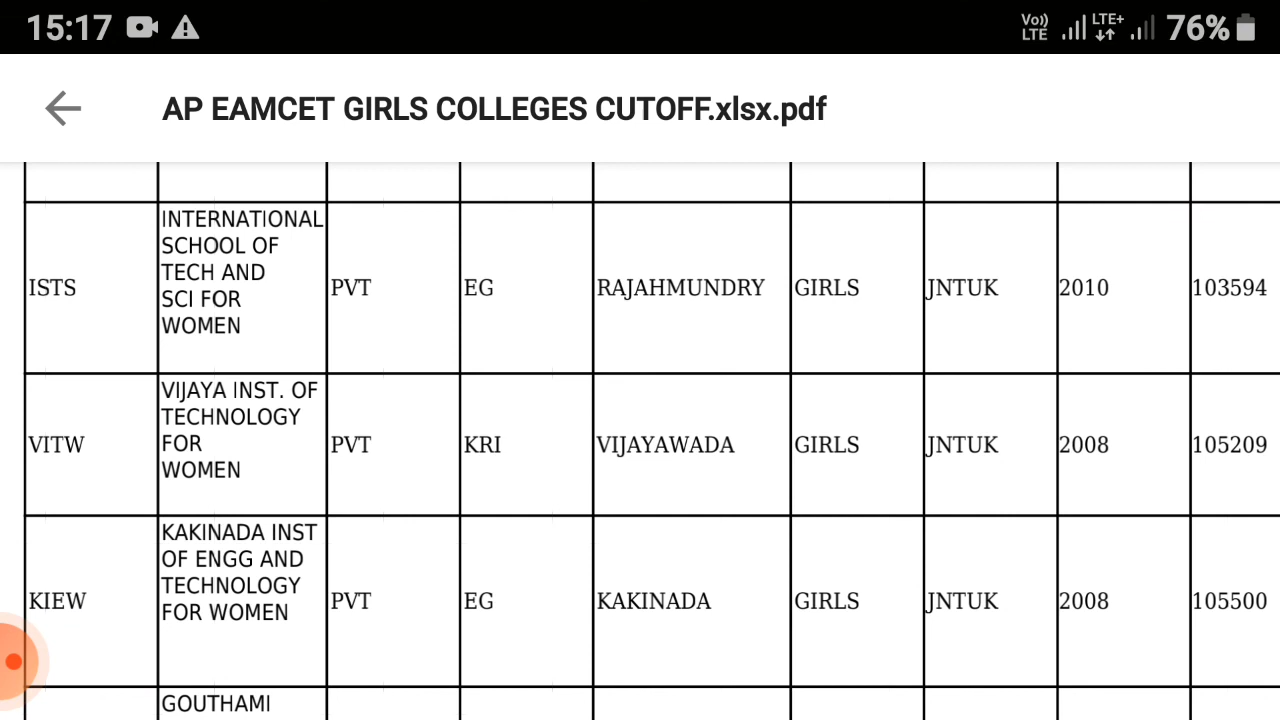 15:17 Vo)) LTE LTE+ 76%
AP EAMCET GIRLS COLLEGES CUTOFF.xlsx.pdf
ISTS
INTERNATIONAL
SCHOOL OF
TECH AND
SCI FOR
WOMEN
PVT
EG
RAJAHMUNDRY
GIRLS
JNTUK
2010
103594
VITW
VIJAYA INST. OF
TECHNOLOGY
FOR
WOMEN
PVT
KRI
VIJAYAWADA
GIRLS
JNTUK
2008
105209
KIEW
KAKINADA INST
OF ENGG AND
TECHNOLOGY
FOR WOMEN
PVT
EG
KAKINADA
GIRLS
JNTUK
2008
105500
GOUTHAMI